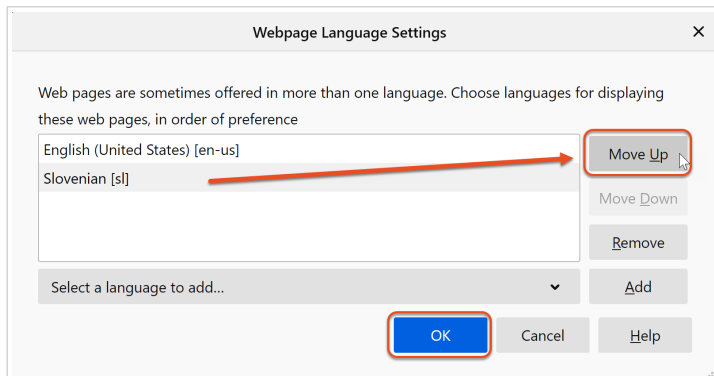 Webpage Language Settings
Web pages are sometimes offered in more than one language. Choose languages for displaying
these web pages, in order of preference
English (United States) [en-us]
Move Up
Slovenian [sl]
Move Down
Remove
Select a language to add...
Add
OK
Cancel
Help